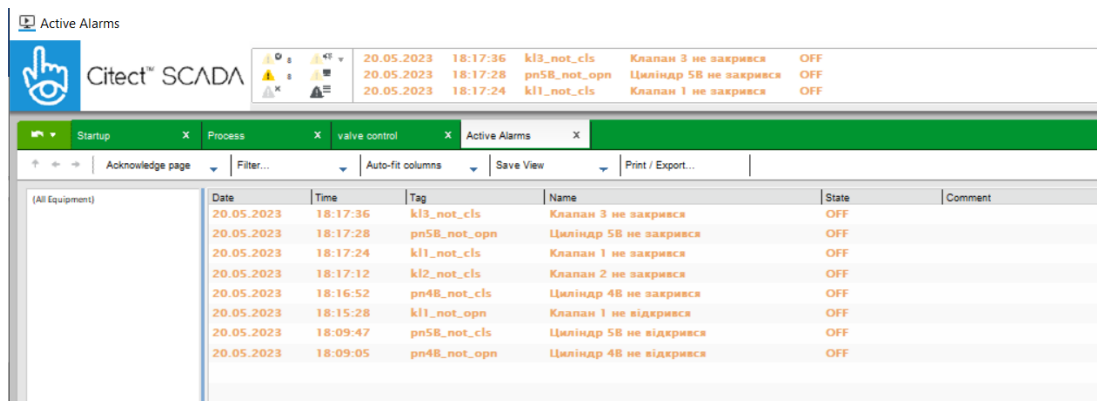 Active Alarms
Citect™ SCADA
8
20.05.2023 18:17:36 kl3_not_cls Клапан 3 не закрився OFF
8 20.05.2023 18:17:28 pn5B_not_opn Циліндр 5В не закрився OFF
20.05.2023 18:17:24 kl1_not_cls Клапан 1 не закрився OFF
Startup x Process x valve control x Active Alarms x
Acknowledge page Filter... Auto-fit columns Save View Print / Export...
(All Equipment) Date Time Tag Name State Comment
20.05.2023 18:17:36 kl3_not_cls Клапан 3 не закрився OFF
20.05.2023 18:17:28 pn5B_not_opn Циліндр 5В не закрився OFF
20.05.2023 18:17:24 kl1_not_cls Клапан 1 не закрився OFF
20.05.2023 18:17:12 kl2_not_cls Клапан 2 не закрився OFF
20.05.2023 18:16:52 pn4B_not_cls Циліндр 4В не закрився OFF
20.05.2023 18:15:28 kl1_not_opn Клапан 1 не відкрився OFF
20.05.2023 18:09:47 pn5B_not_cls Циліндр 5В не відкрився OFF
20.05.2023 18:09:05 pn4B_not_opn Циліндр 4В не відкрився OFF